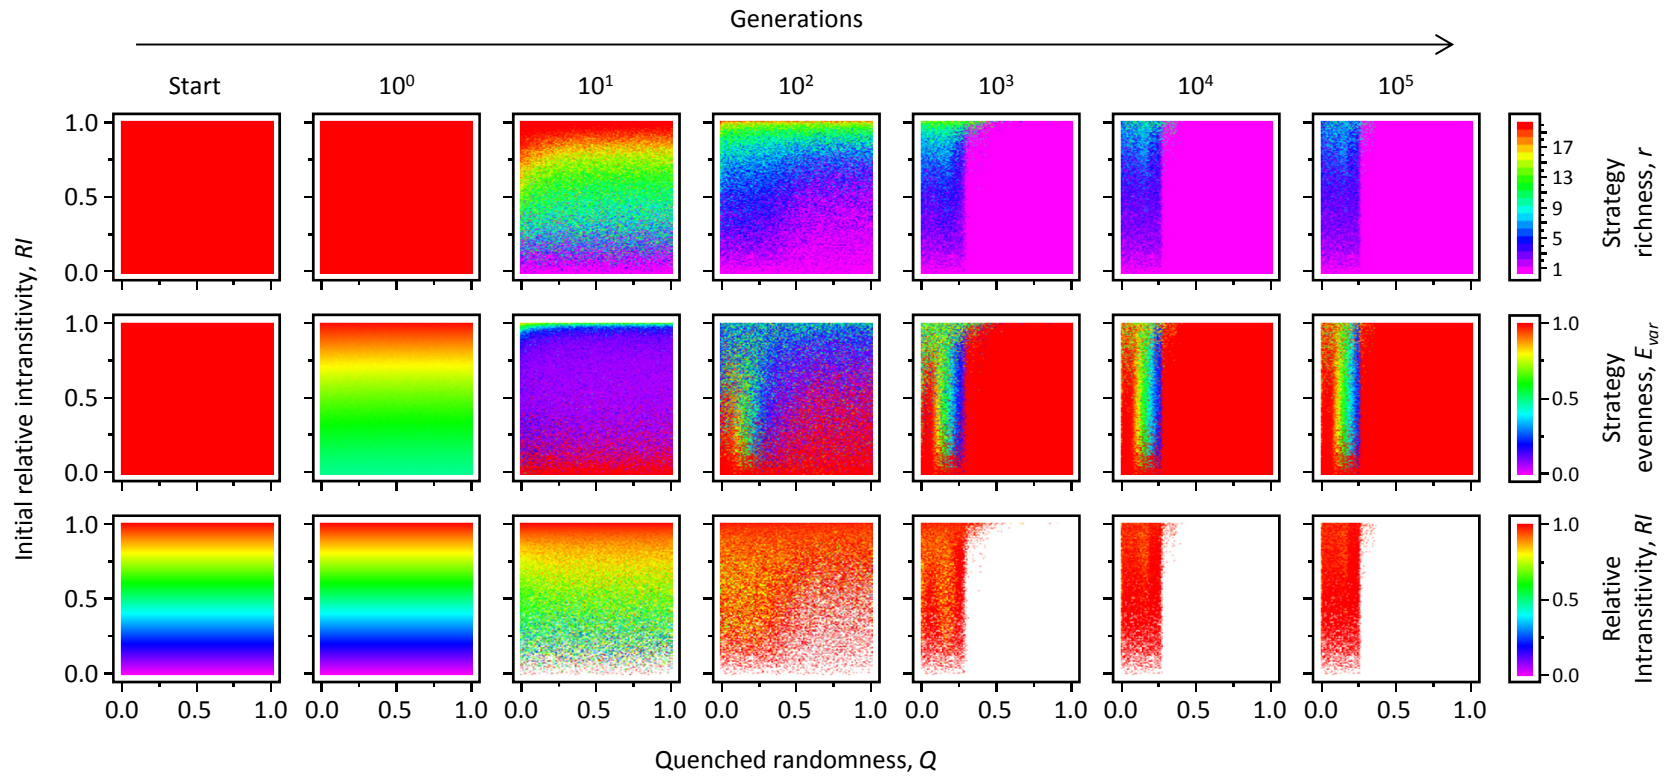 Generations
Start 10⁰ 10¹ 10² 10³ 10⁴ 10⁵
Initial relative intransitivity, RI
1.0
0.5
0.0
17
13
9
5
1
Strategy
richness, r
1.0
0.5
0.0
1.0
0.5
0.0
Strategy
evenness, Evar
1.0
0.5
0.0
1.0
0.5
0.0
Relative
Intransitivity, RI
0.0 0.5 1.0 0.0 0.5 1.0 0.0 0.5 1.0 0.0 0.5 1.0 0.0 0.5 1.0 0.0 0.5 1.0 0.0 0.5 1.0
Quenched randomness, Q